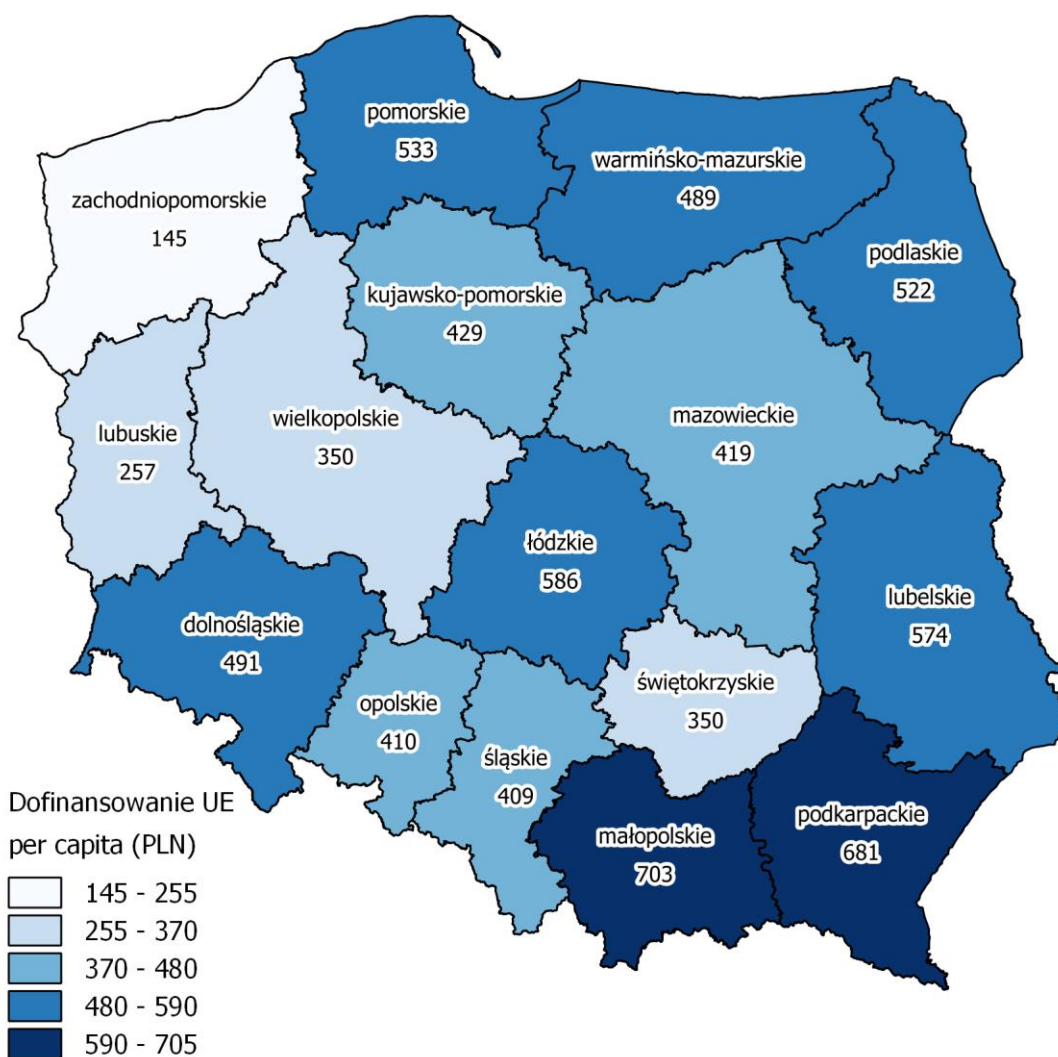 pomorskie
533
warmińsko-mazurskie
489
zachodniopomorskie
145
podlaskie
522
kujawsko-pomorskie
429
mazowieckie
419
wielkopolskie
350
lubuskie
257
łódzkie
586
lubelskie
574
dolnośląskie
491
świętokrzyskie
350
opolskie
410
śląskie
409
małopolskie
703
podkarpackie
681
Dofinansowanie UE
per capita (PLN)
145 - 255
255 - 370
370 - 480
480 - 590
590 - 705